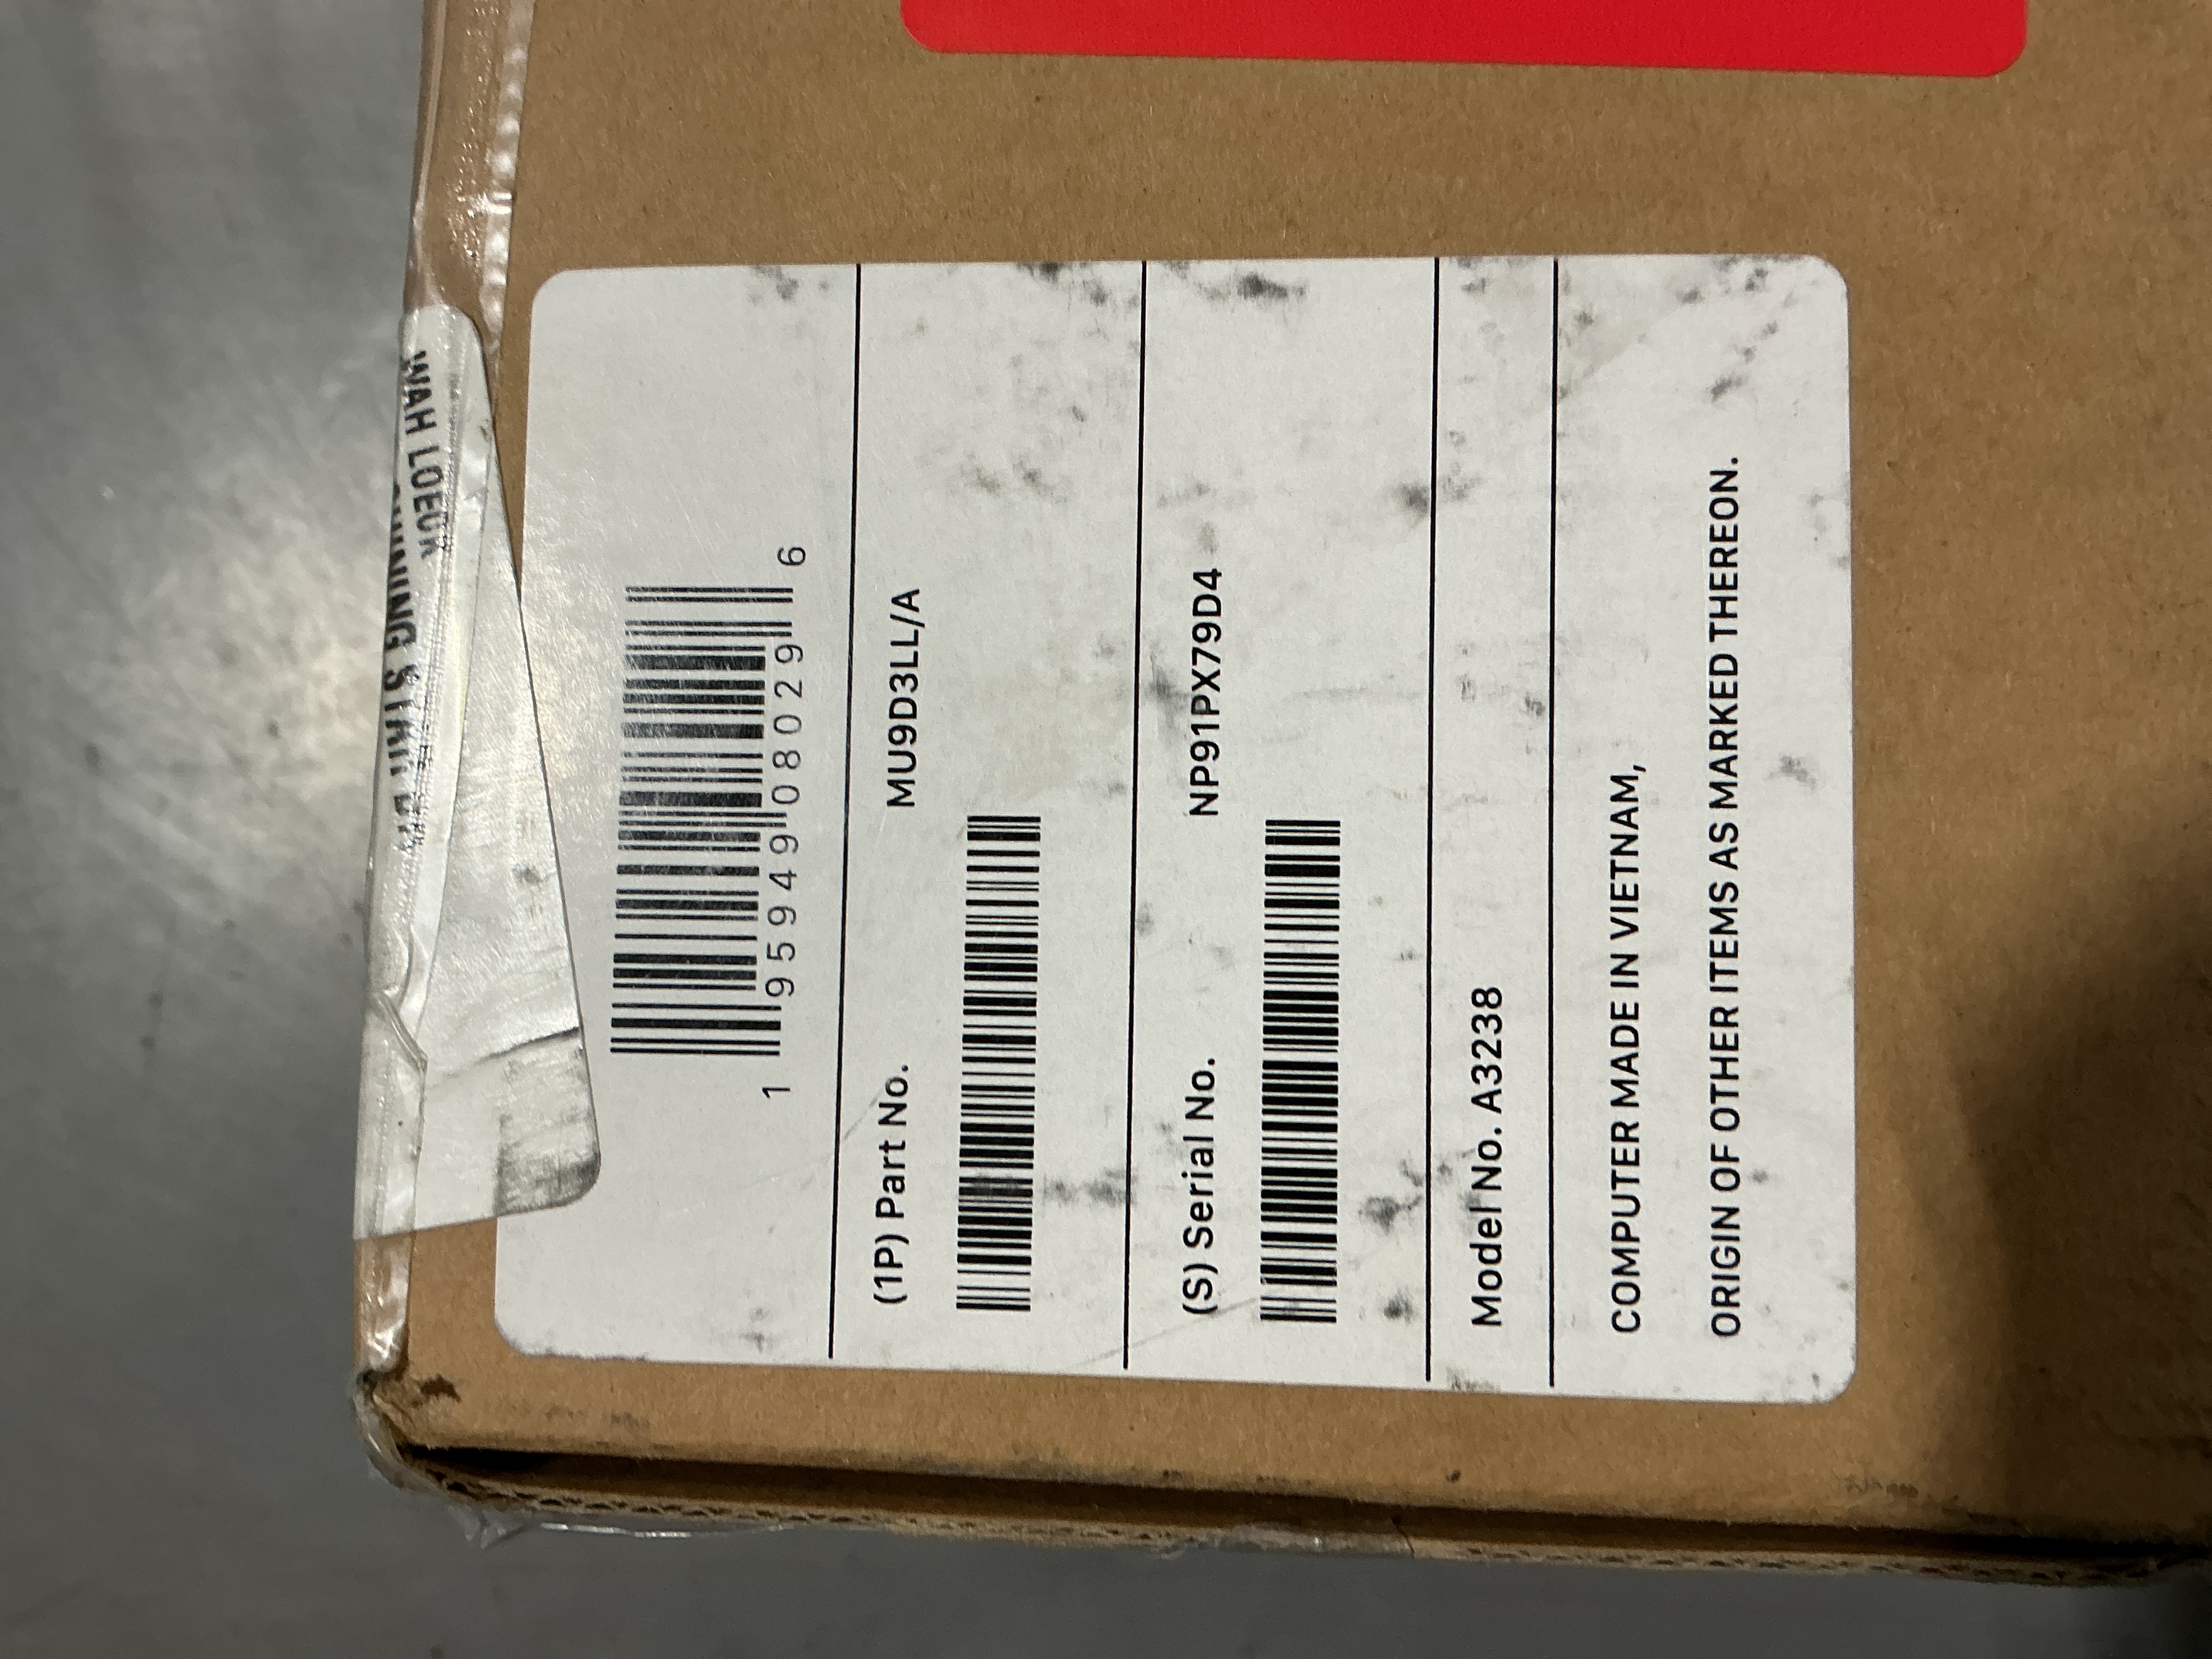 1 95949 08029 6
(1P) Part No. MU9D3LL/A
(S) Serial No. NP91PX79D4
Model No. A3238
COMPUTER MADE IN VIETNAM,
ORIGIN OF OTHER ITEMS AS MARKED THEREON.
WAH